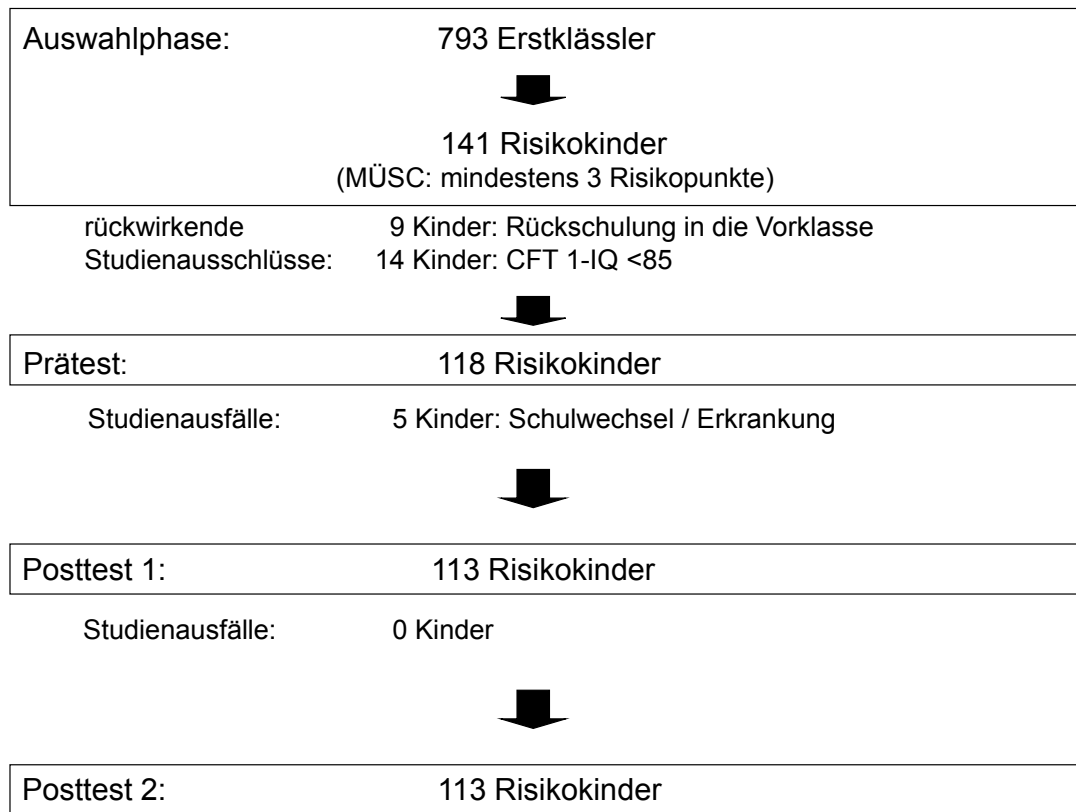 Auswahlphase: 793 Erstklässler
141 Risikokinder
(MÜSC: mindestens 3 Risikopunkte)
rückwirkende 9 Kinder: Rückschulung in die Vorklasse
Studienausschlüsse: 14 Kinder: CFT 1-IQ <85
Prätest: 118 Risikokinder
Studienausfälle: 5 Kinder: Schulwechsel / Erkrankung
Posttest 1: 113 Risikokinder
Studienausfälle: 0 Kinder
Posttest 2: 113 Risikokinder